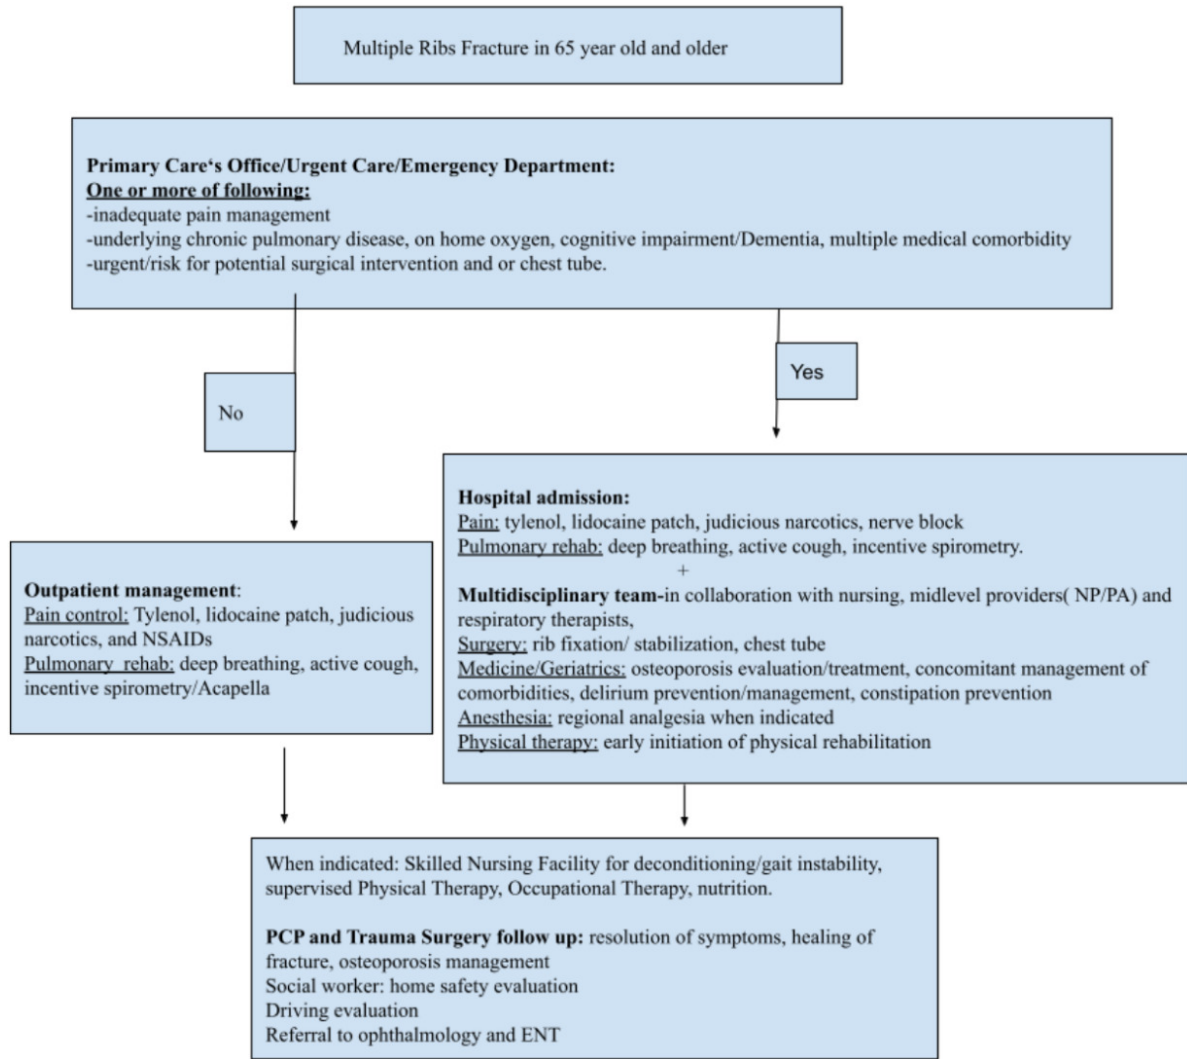 Multiple Ribs Fracture in 65 year old and older
Primary Care‘s Office/Urgent Care/Emergency Department:
One or more of following:
-inadequate pain management
-underlying chronic pulmonary disease, on home oxygen, cognitive impairment/Dementia, multiple medical comorbidity
-urgent/risk for potential surgical intervention and or chest tube.
No
Yes
Outpatient management:
Pain control: Tylenol, lidocaine patch, judicious
narcotics, and NSAIDs
Pulmonary rehab: deep breathing, active cough,
incentive spirometry/Acapella
Hospital admission:
Pain: tylenol, lidocaine patch, judicious narcotics, nerve block
Pulmonary rehab: deep breathing, active cough, incentive spirometry.
+
Multidisciplinary team-in collaboration with nursing, midlevel providers( NP/PA) and
respiratory therapists,
Surgery: rib fixation/ stabilization, chest tube
Medicine/Geriatrics: osteoporosis evaluation/treatment, concomitant management of
comorbidities, delirium prevention/management, constipation prevention
Anesthesia: regional analgesia when indicated
Physical therapy: early initiation of physical rehabilitation
When indicated: Skilled Nursing Facility for deconditioning/gait instability,
supervised Physical Therapy, Occupational Therapy, nutrition.
PCP and Trauma Surgery follow up: resolution of symptoms, healing of
fracture, osteoporosis management
Social worker: home safety evaluation
Driving evaluation
Referral to ophthalmology and ENT